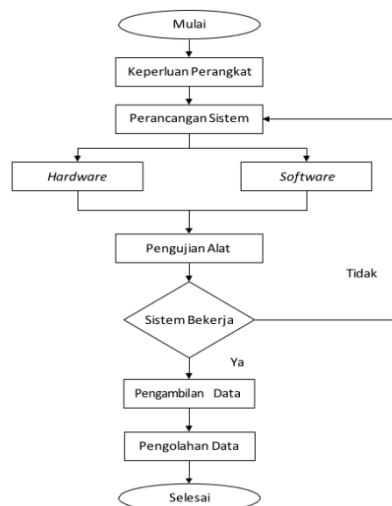 Mulai
Keperluan Perangkat
Perancangan Sistem
Hardware
Software
Pengujian Alat
Tidak
Sistem Bekerja
Ya
Pengambilan Data
Pengolahan Data
Selesai